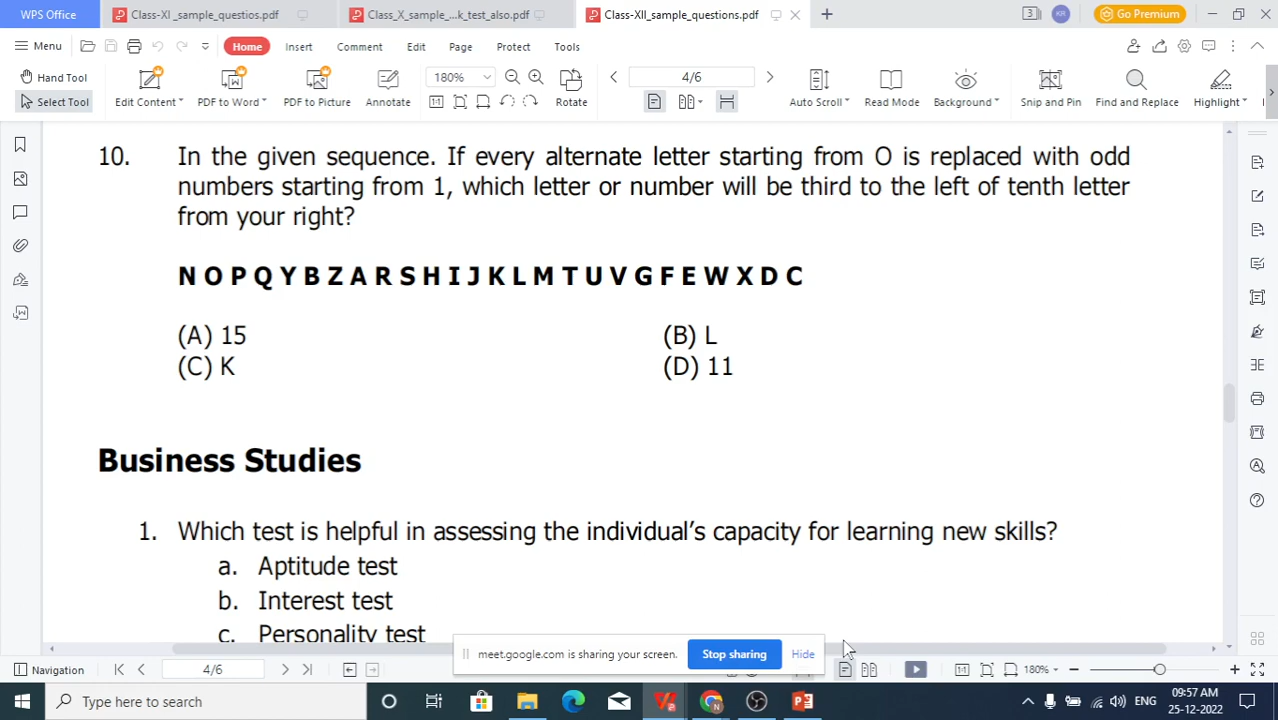 WPS Office
Class-XI _sample_questios.pdf
Class_X_sample_...k_test_also.pdf
Class-XII_sample_questions.pdf
3
KR
Go Premium
Menu
Home
Insert
Comment
Edit
Page
Protect
Tools
Hand Tool
Select Tool
Edit Content
PDF to Word
PDF to Picture
Annotate
180%
Rotate
4/6
Auto Scroll
Read Mode
Background
Snip and Pin
Find and Replace
Highlight
10. In the given sequence. If every alternate letter starting from O is replaced with odd
numbers starting from 1, which letter or number will be third to the left of tenth letter
from your right?
N O P Q Y B Z A R S H I J K L M T U V G F E W X D C
(A) 15 (B) L
(C) K (D) 11
Business Studies
1. Which test is helpful in assessing the individual’s capacity for learning new skills?
a. Aptitude test
b. Interest test
c. Personality test
meet.google.com is sharing your screen.
Stop sharing
Hide
Navigation
4/6
180%
Type here to search
ENG
09:57 AM
25-12-2022